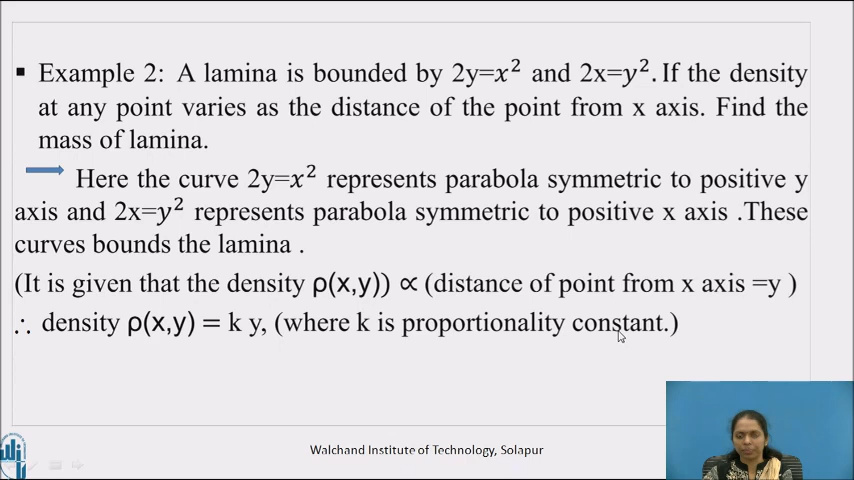 ▪ Example 2: A lamina is bounded by 2y=x² and 2x=y². If the density
at any point varies as the distance of the point from x axis. Find the
mass of lamina.
Here the curve 2y=x² represents parabola symmetric to positive y
axis and 2x=y² represents parabola symmetric to positive x axis .These
curves bounds the lamina .
(It is given that the density ρ(x,y)) ∝ (distance of point from x axis =y )
∴ density ρ(x,y) = k y, (where k is proportionality constant.)
Walchand Institute of Technology, Solapur